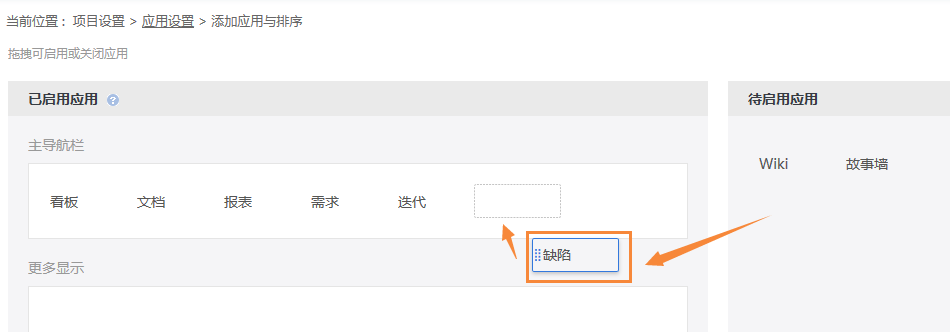 当前位置：项目设置 > 应用设置 > 添加应用与排序
拖拽可启用或关闭应用
已启用应用 ?
待启用应用
主导航栏
看板 文档 报表 需求 迭代
Wiki 故事墙
缺陷
更多显示